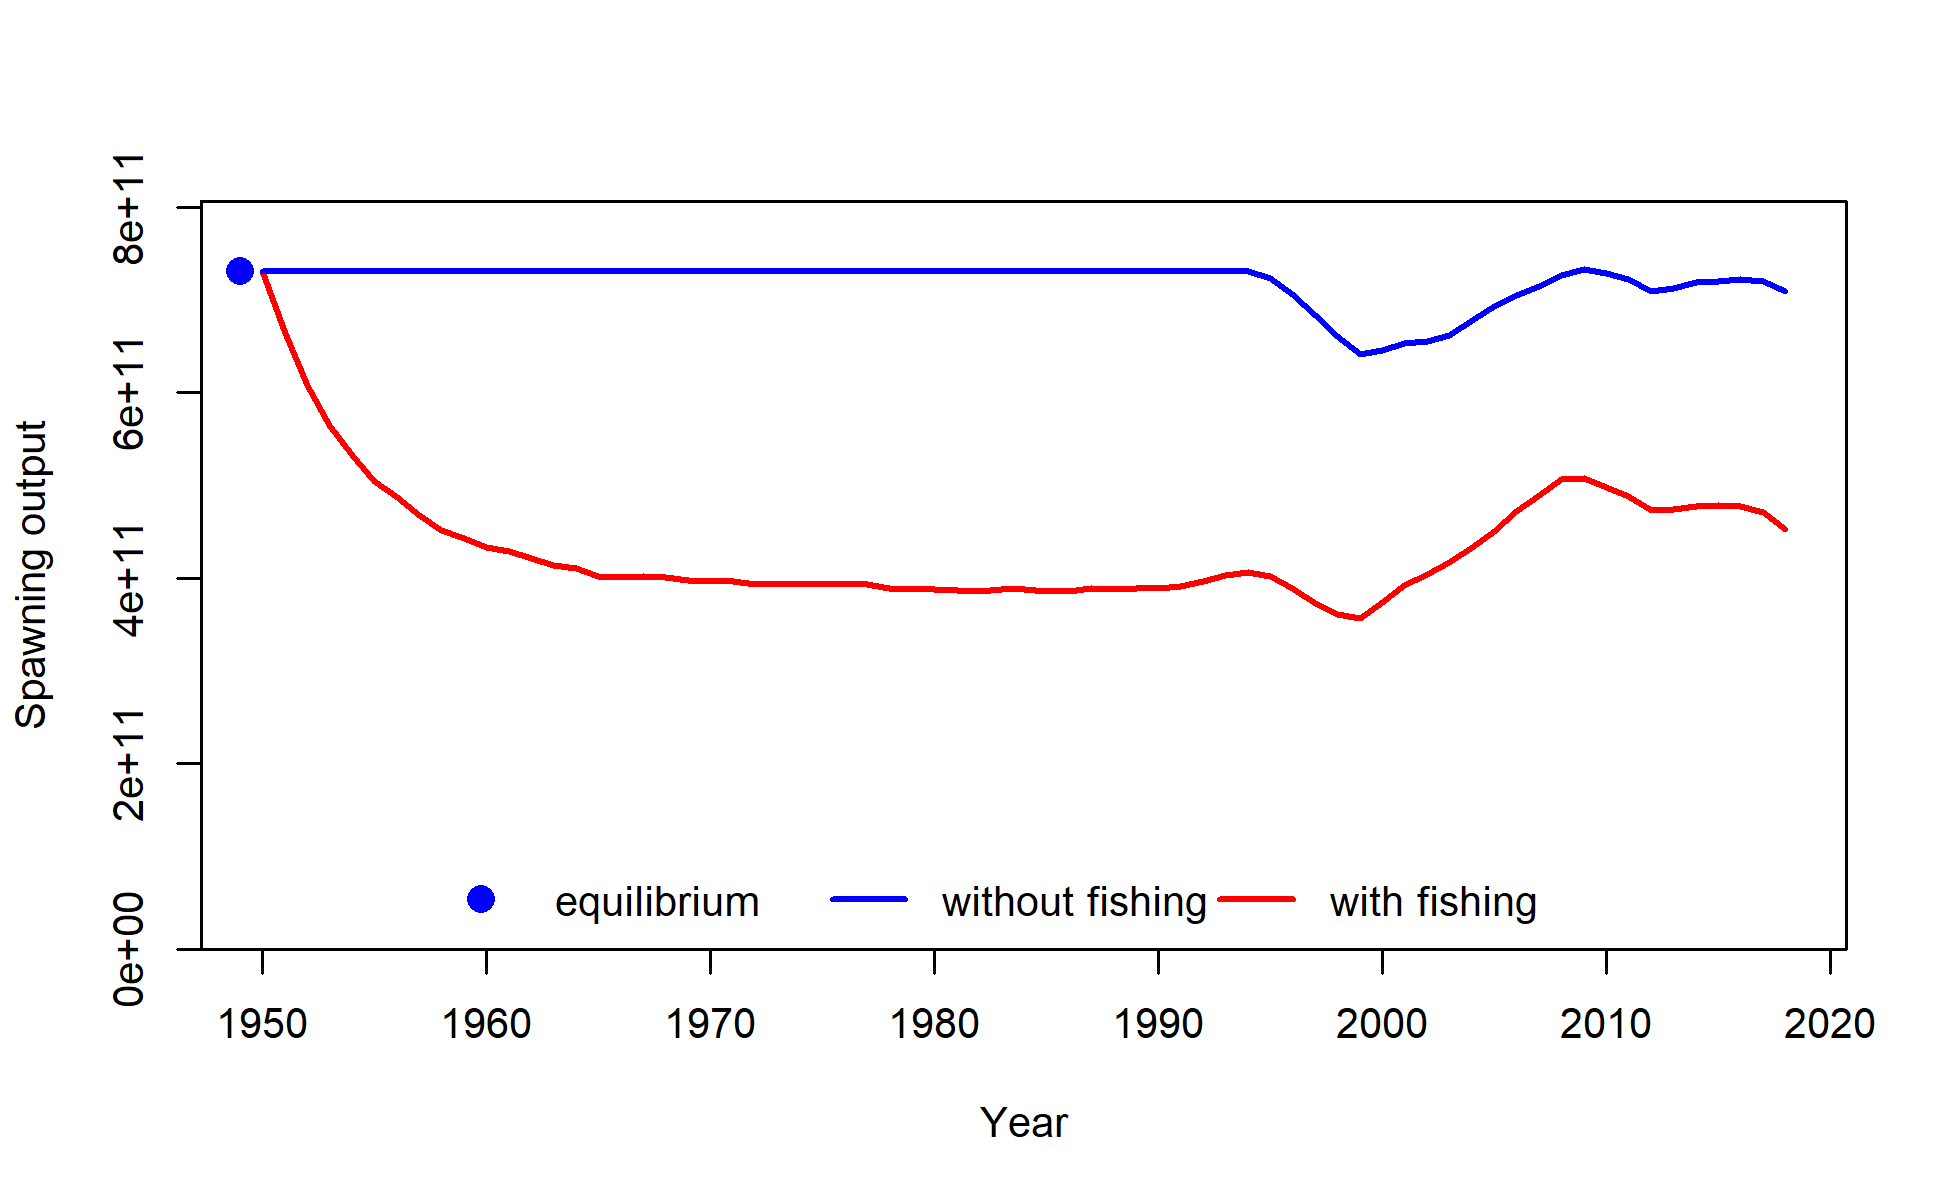 8e+11
6e+11
4e+11
2e+11
0e+00
Spawning output
equilibrium without fishing with fishing
1950 1960 1970 1980 1990 2000 2010 2020
Year